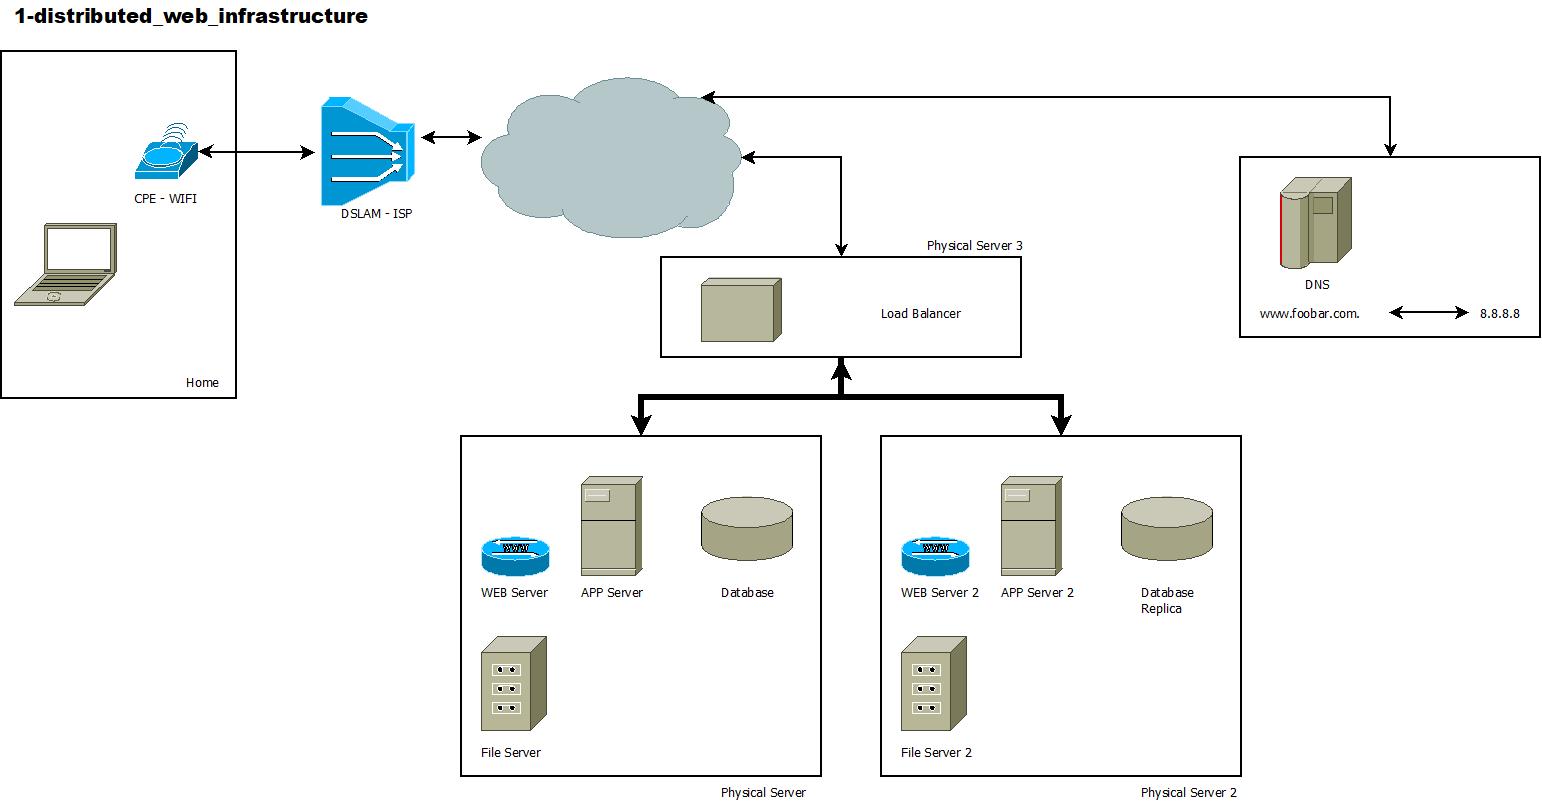 1-distributed_web_infrastructure
CPE - WIFI
DSLAM - ISP
Home
Physical Server 3
Load Balancer
DNS
www.foobar.com.
8.8.8.8
WWW
WEB Server
APP Server
Database
File Server
Physical Server
WWW
WEB Server 2
APP Server 2
Database
Replica
File Server 2
Physical Server 2